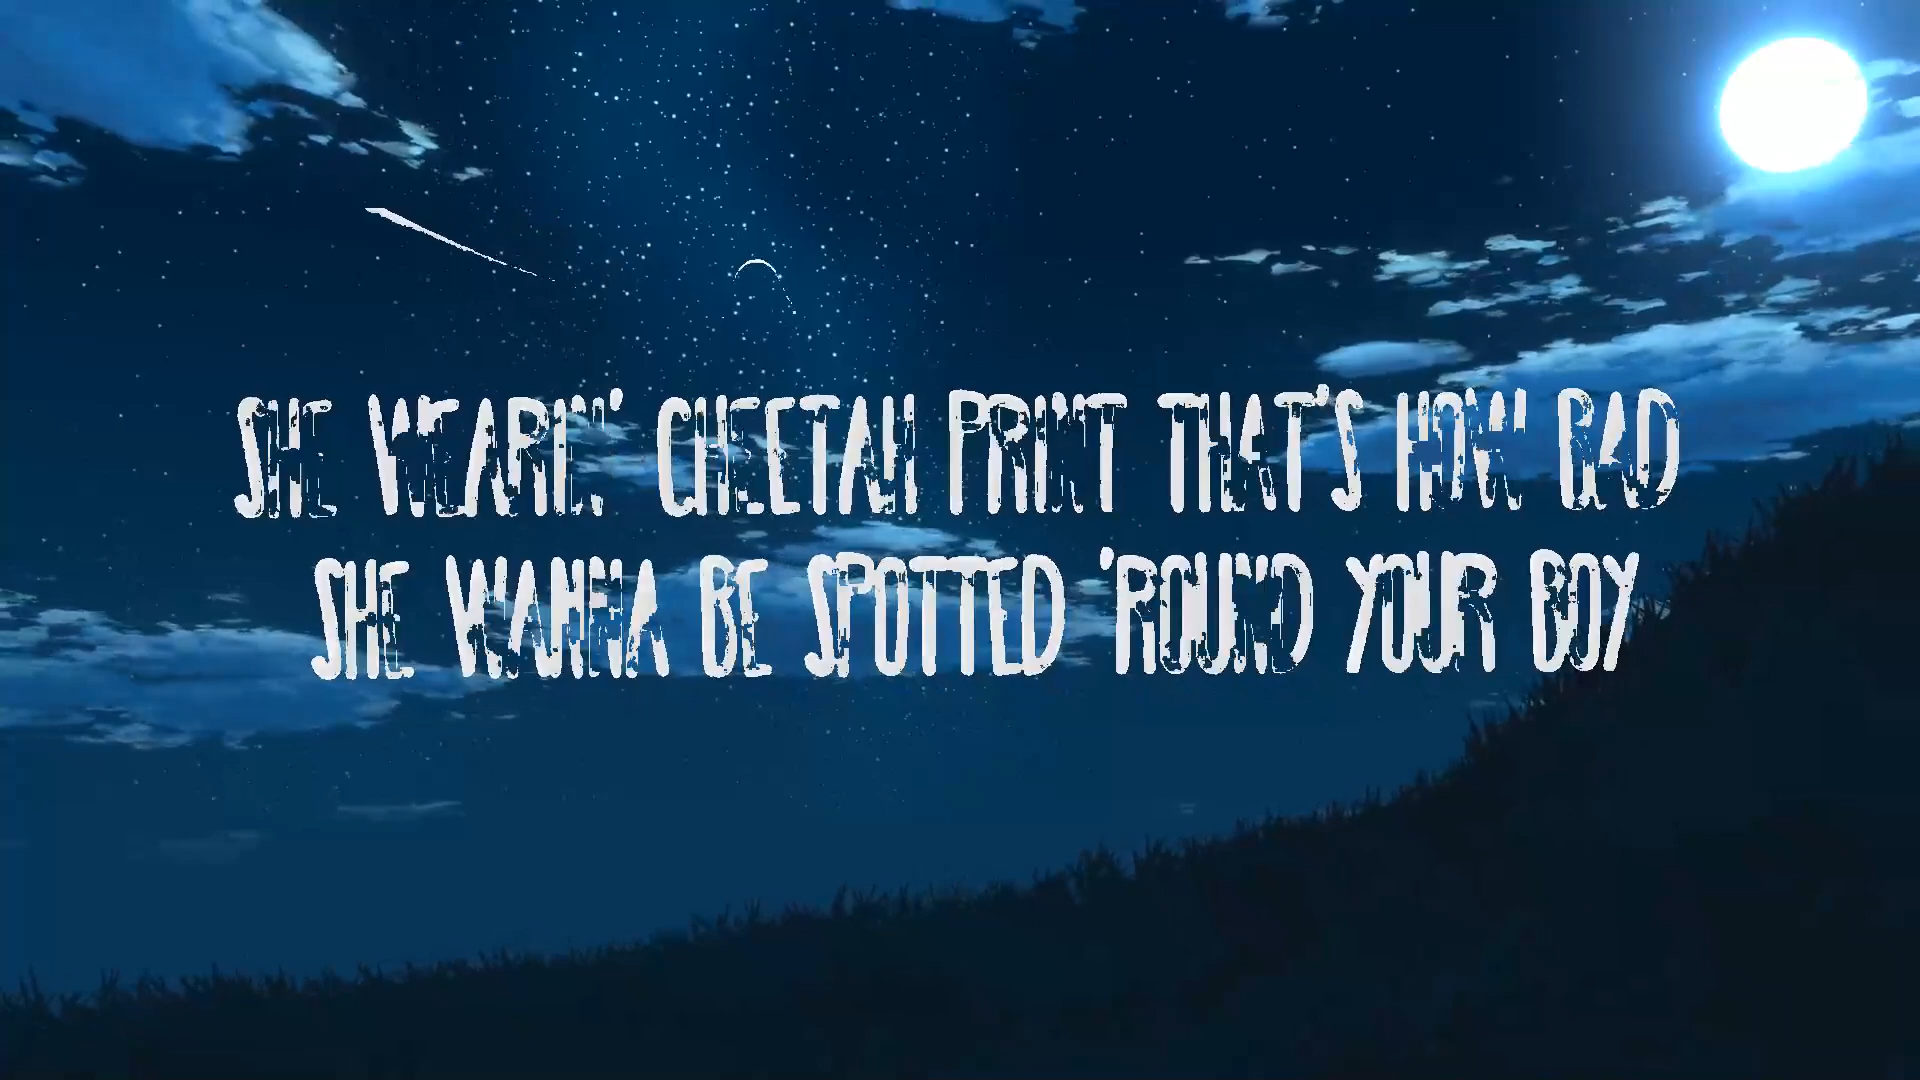 SHE WEARIN' CHEETAH PRINT THAT'S HOW BAD
SHE WANNA BE SPOTTED 'ROUND YOUR BOY